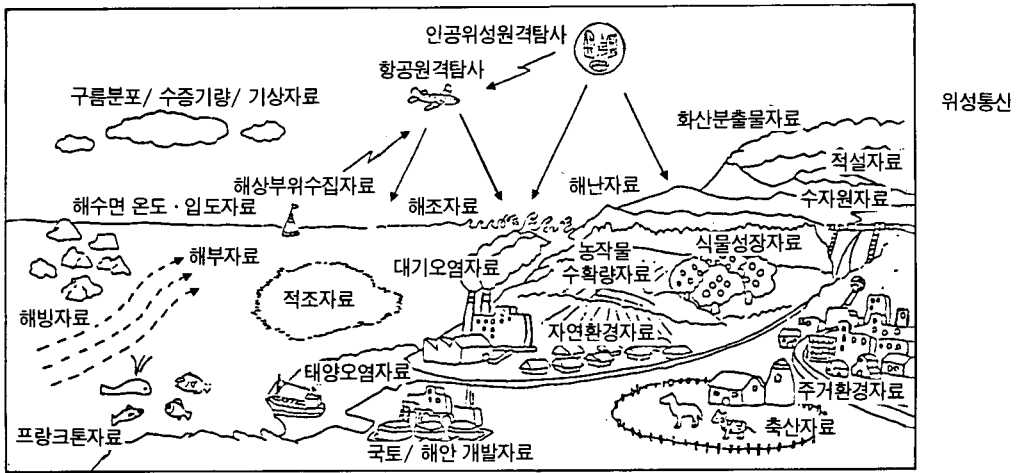 인공위성원격탐사
항공원격탐사
구름분포/ 수증기량/ 기상자료
위성통신
화산분출물자료
적설자료
해상부위수집자료
해난자료
수자원자료
해수면 온도 · 입도자료
해조자료
해부자료
대기오염자료
농작물
수확량자료
식물성장자료
적조자료
해빙자료
자연환경자료
태양오염자료
주거환경자료
프랑크톤자료
국토/ 해안 개발자료
축산자료